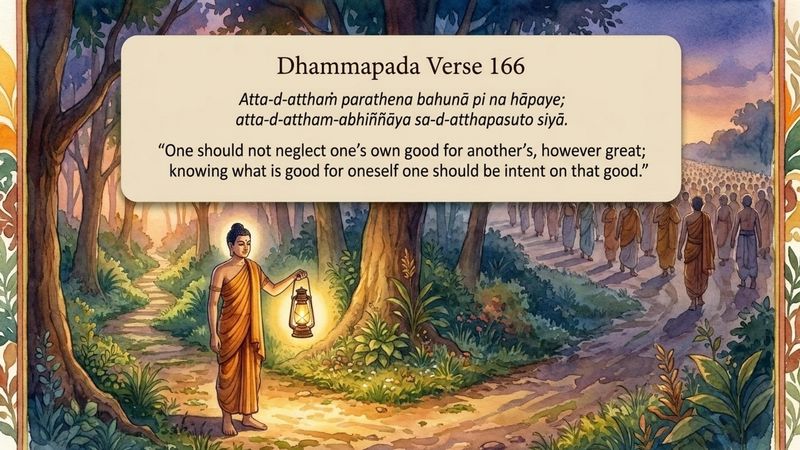 Dhammapada Verse 166
Atta-d-atthaṁ parathena bahunā pi na hāpaye;
atta-d-attham-abhiññāya sa-d-atthapasuto siyā.
“One should not neglect one’s own good for another’s, however great;
knowing what is good for oneself one should be intent on that good.”